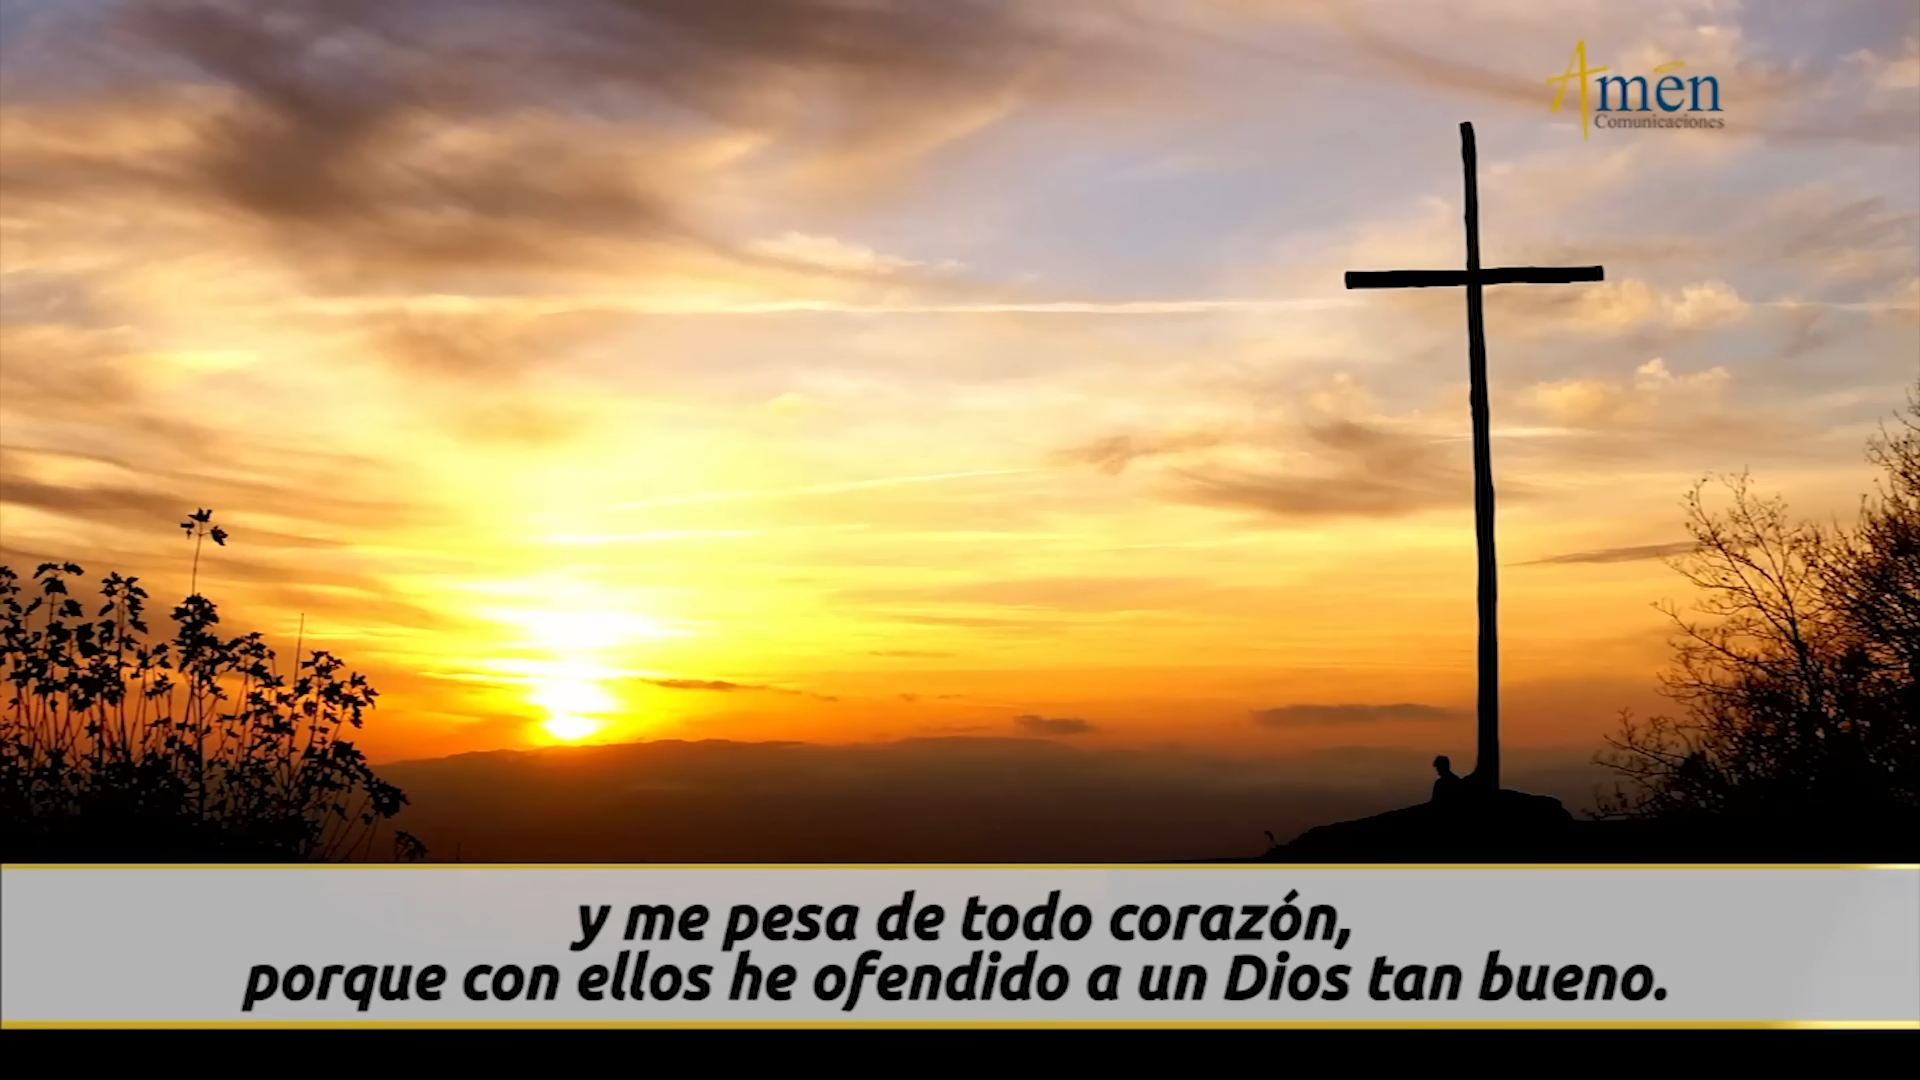 Amén
Comunicaciones
y me pesa de todo corazón,
porque con ellos he ofendido a un Dios tan bueno.